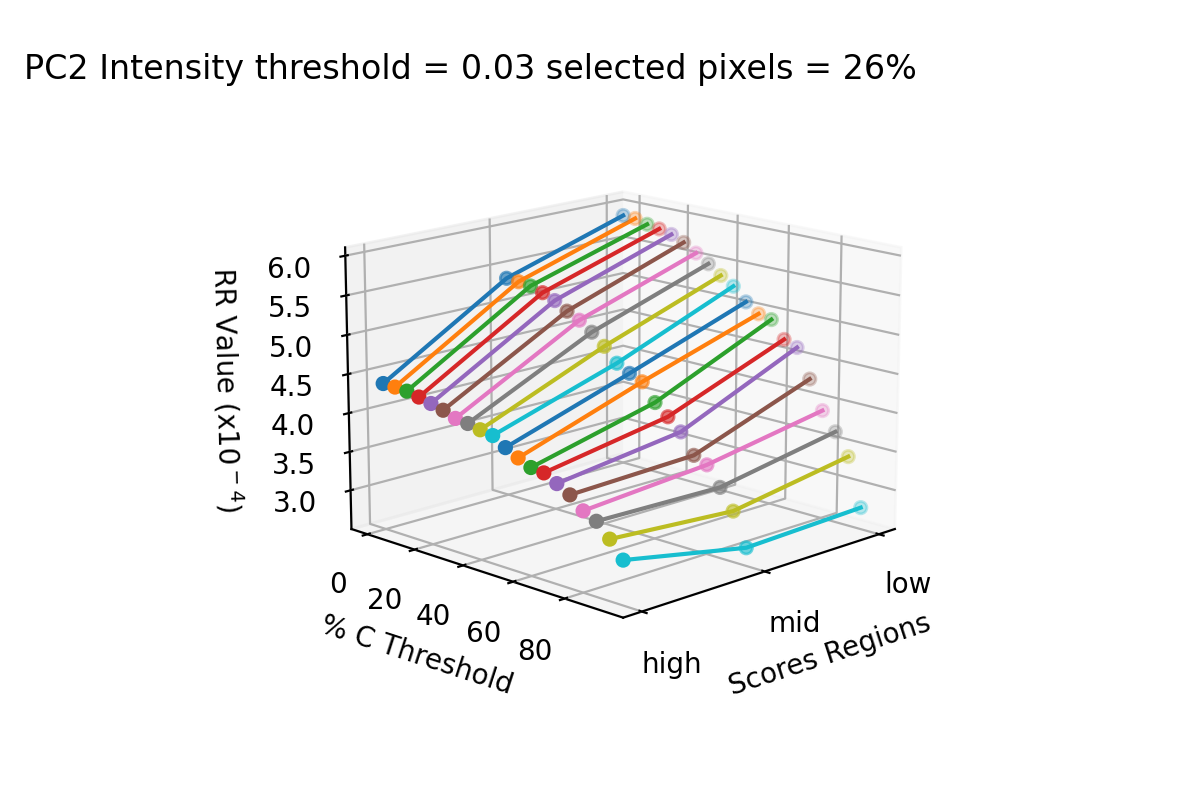 PC2 Intensity threshold = 0.03 selected pixels = 26%
RR Value (x10⁻⁴)
6.0
5.5
5.0
4.5
4.0
3.5
3.0
0
20
40
60
80
% C Threshold
high
mid
low
Scores Regions